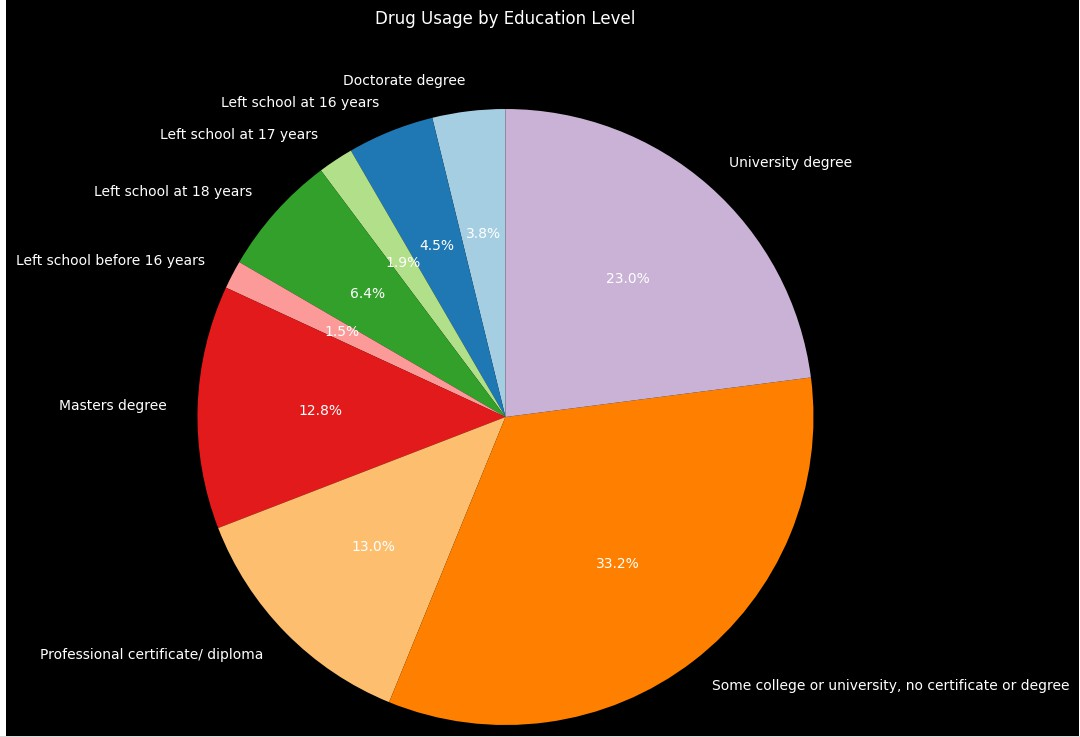 Drug Usage by Education Level
Doctorate degree
Left school at 16 years
Left school at 17 years
University degree
Left school at 18 years
3.8%
4.5%
Left school before 16 years
1.9%
23.0%
6.4%
1.5%
Masters degree
12.8%
13.0%
33.2%
Professional certificate/ diploma
Some college or university, no certificate or degree